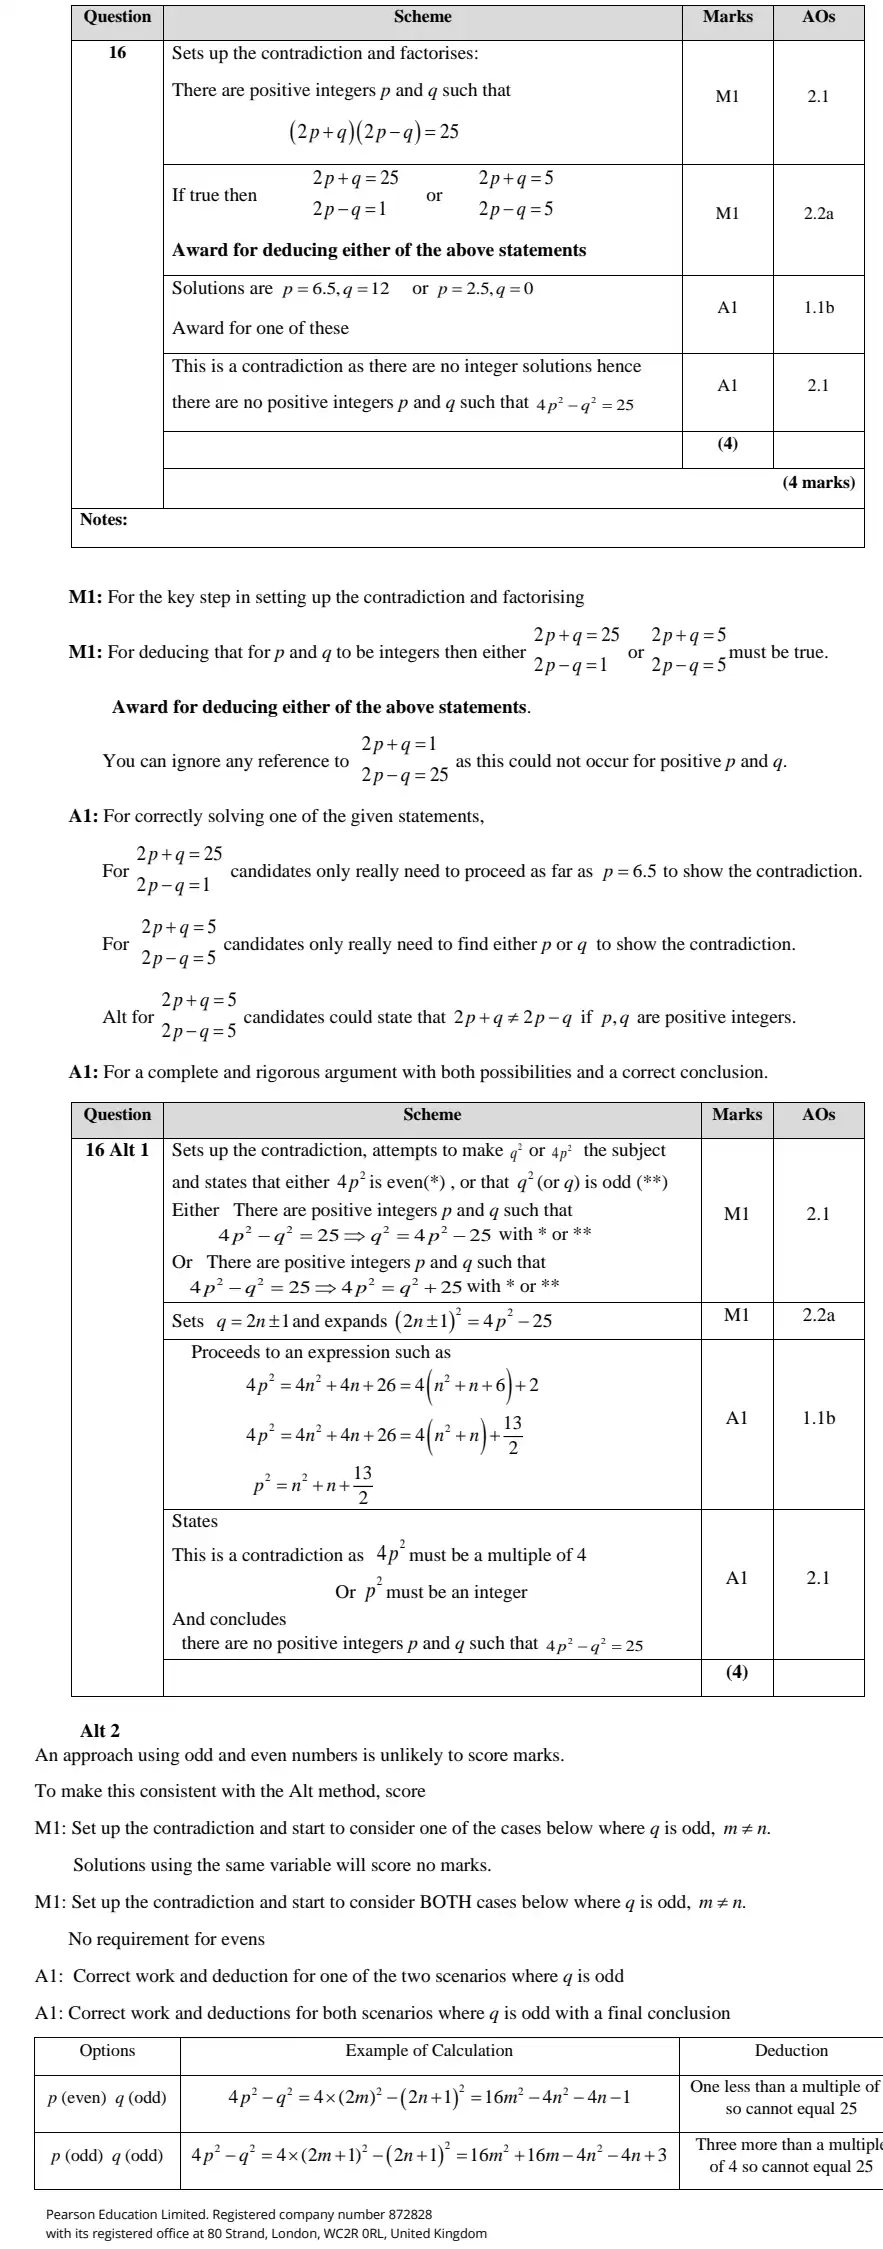 Question Scheme Marks AOs
16 Sets up the contradiction and factorises:
There are positive integers p and q such that
(2p+q)(2p−q)=25
M1 2.1
2p+q=25 2p+q=5
If true then or
2p−q=1 2p−q=5
M1 2.2a
Award for deducing either of the above statements
Solutions are p=6.5, q=12 or p=2.5, q=0
A1 1.1b
Award for one of these
This is a contradiction as there are no integer solutions hence
A1 2.1
there are no positive integers p and q such that 4p²−q²=25
(4)
(4 marks)
Notes:
M1: For the key step in setting up the contradiction and factorising
2p+q=25 2p+q=5
M1: For deducing that for p and q to be integers then either or must be true.
2p−q=1 2p−q=5
Award for deducing either of the above statements.
2p+q=1
You can ignore any reference to as this could not occur for positive p and q.
2p−q=25
A1: For correctly solving one of the given statements,
2p+q=25
For candidates only really need to proceed as far as p=6.5 to show the contradiction.
2p−q=1
2p+q=5
For candidates only really need to find either p or q to show the contradiction.
2p−q=5
2p+q=5
Alt for candidates could state that 2p+q≠2p−q if p,q are positive integers.
2p−q=5
A1: For a complete and rigorous argument with both possibilities and a correct conclusion.
Question Scheme Marks AOs
16 Alt 1 Sets up the contradiction, attempts to make q² or 4p² the subject
and states that either 4p² is even(*) , or that q² (or q) is odd (**)
Either There are positive integers p and q such that
M1 2.1
4p²−q²=25⇒q²=4p²−25 with * or **
Or There are positive integers p and q such that
4p²−q²=25⇒4p²=q²+25 with * or **
Sets q=2n±1 and expands (2n±1)²=4p²−25 M1 2.2a
Proceeds to an expression such as
4p²=4n²+4n+26=4(n²+n+6)+2
4p²=4n²+4n+26=4(n²+n)+13/2
A1 1.1b
p²=n²+n+13/2
States
This is a contradiction as 4p² must be a multiple of 4
A1 2.1
Or p² must be an integer
And concludes
there are no positive integers p and q such that 4p²−q²=25
(4)
Alt 2
An approach using odd and even numbers is unlikely to score marks.
To make this consistent with the Alt method, score
M1: Set up the contradiction and start to consider one of the cases below where q is odd, m≠n.
Solutions using the same variable will score no marks.
M1: Set up the contradiction and start to consider BOTH cases below where q is odd, m≠n.
No requirement for evens
A1: Correct work and deduction for one of the two scenarios where q is odd
A1: Correct work and deductions for both scenarios where q is odd with a final conclusion
Options Example of Calculation Deduction
p (even) q (odd) 4p²−q²=4×(2m)²−(2n+1)²=16m²−4n²−4n−1 One less than a multiple of
so cannot equal 25
p (odd) q (odd) 4p²−q²=4×(2m+1)²−(2n+1)²=16m²+16m−4n²−4n+3 Three more than a multiple
of 4 so cannot equal 25
Pearson Education Limited. Registered company number 872828
with its registered office at 80 Strand, London, WC2R 0RL, United Kingdom